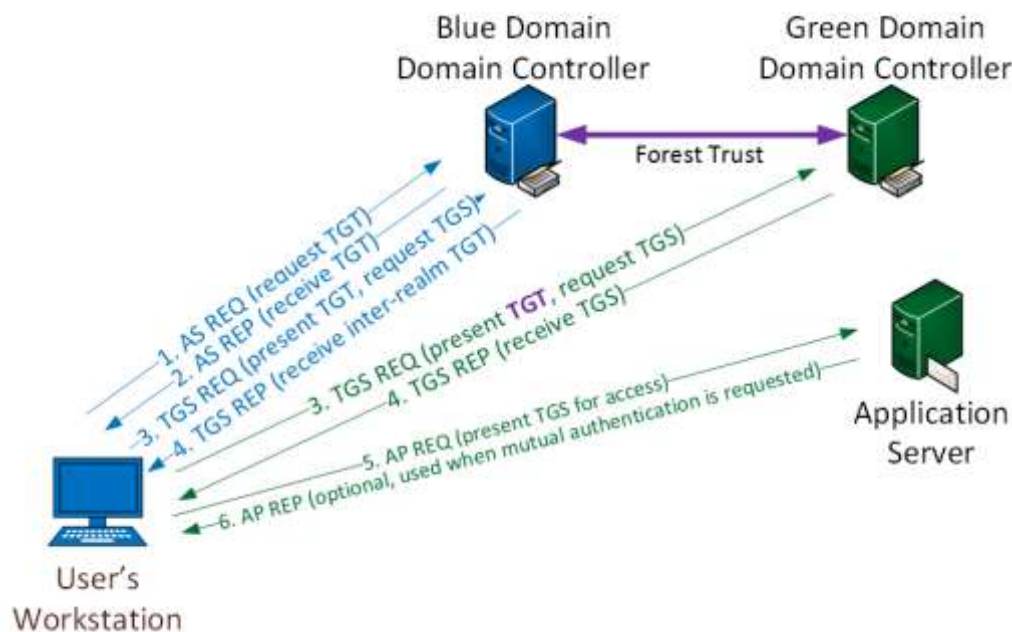 Blue Domain
Domain Controller
Green Domain
Domain Controller
Forest Trust
1. AS REQ (request TGT)
2. AS REP (receive TGT)
3. TGS REQ (present TGT, request TGS)
4. TGS REP (receive inter-realm TGT)
3. TGS REQ (present TGT, request TGS)
4. TGS REP (receive TGS)
5. AP REQ (present TGS for access)
6. AP REP (optional, used when mutual authentication is requested)
Application
Server
User's
Workstation